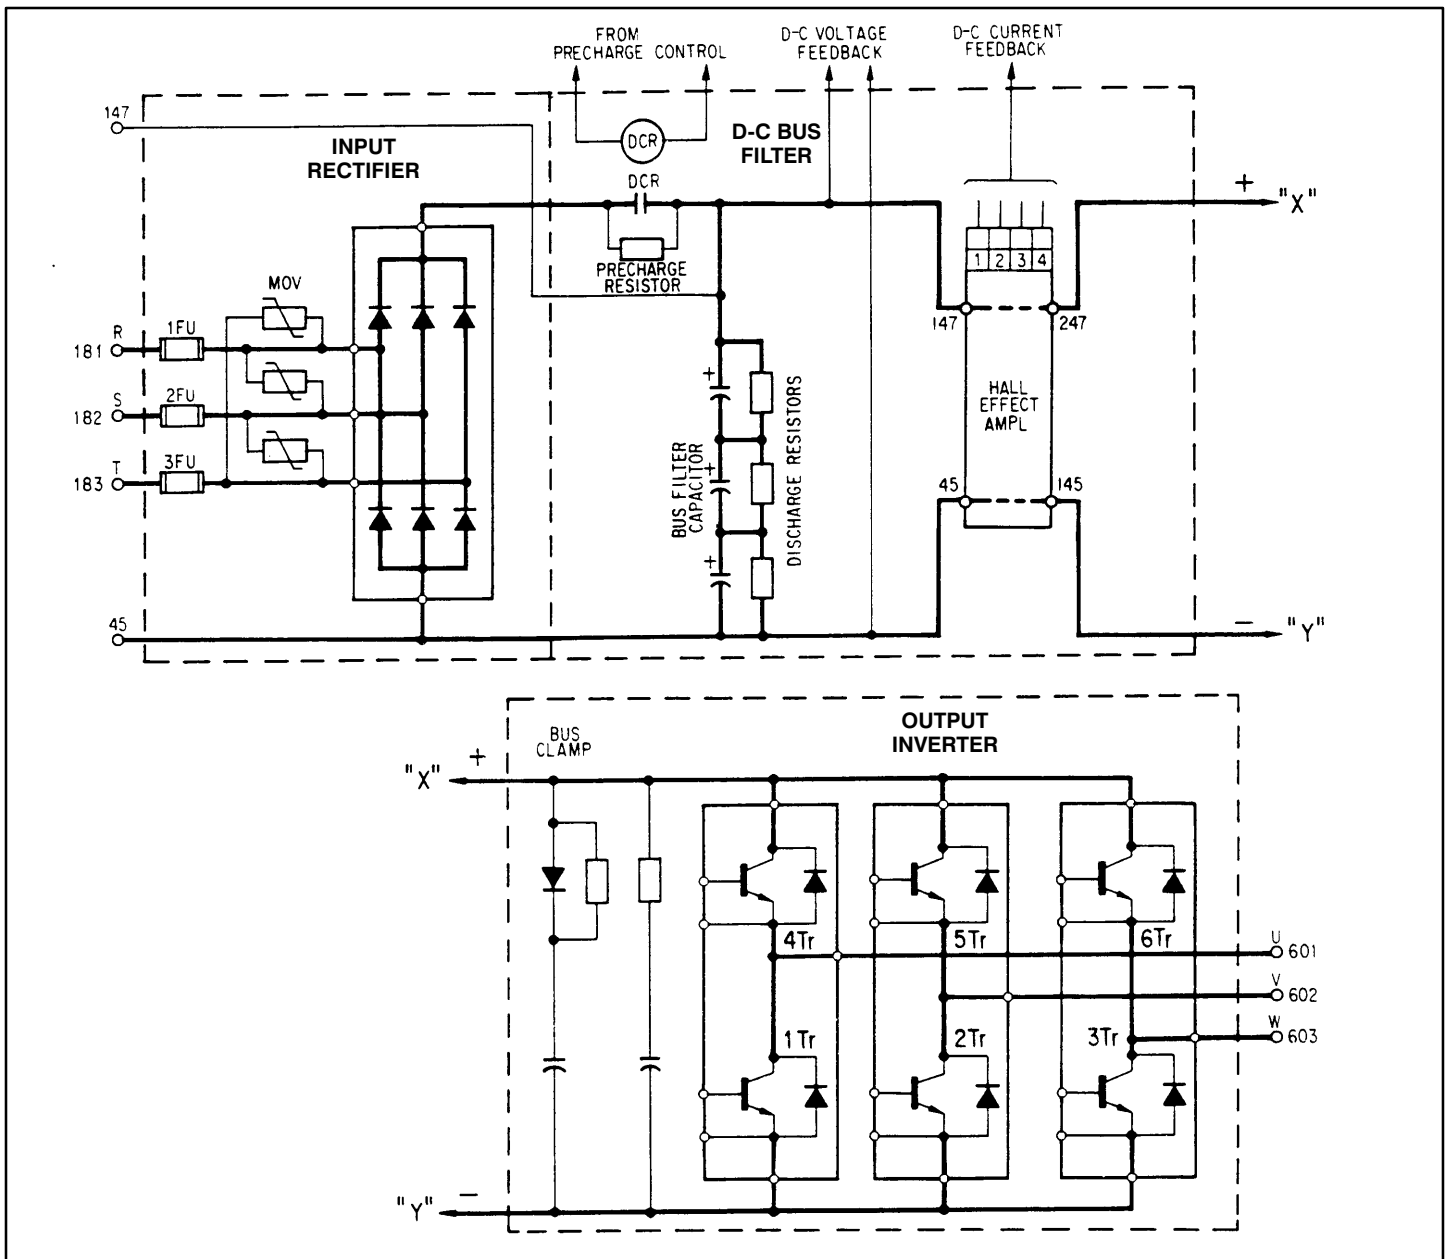 FROM
PRECHARGE CONTROL
D-C VOLTAGE
FEEDBACK
D-C CURRENT
FEEDBACK
147
INPUT
RECTIFIER
DCR
D-C BUS
FILTER
DCR
PRECHARGE
RESISTOR
+
"X"
1 2 3 4
147
247
MOV
R
181
1FU
S
182
2FU
T
183
3FU
+
+
+
BUS FILTER
CAPACITOR
DISCHARGE RESISTORS
HALL
EFFECT
AMPL
45
145
45
−
"Y"
OUTPUT
INVERTER
BUS
CLAMP
"X"
+
4Tr
5Tr
6Tr
U
601
V
602
W
603
1Tr
2Tr
3Tr
"Y"
−